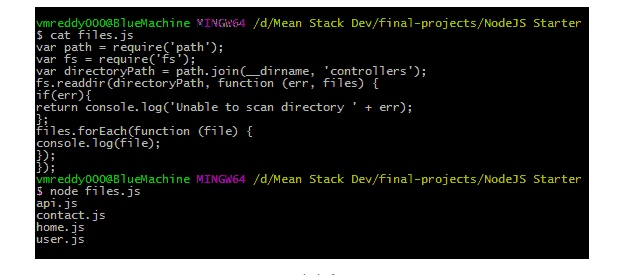 vmreddy000@BlueMachine MINGW64 /d/Mean Stack Dev/final-projects/NodeJS Starter
$ cat files.js
var path = require('path');
var fs = require('fs');
var directoryPath = path.join(__dirname, 'controllers');
fs.readdir(directoryPath, function (err, files) {
if(err){
return console.log('Unable to scan directory ' + err);
};
files.forEach(function (file) {
console.log(file);
});
});
vmreddy000@BlueMachine MINGW64 /d/Mean Stack Dev/final-projects/NodeJS Starter
$ node files.js
api.js
contact.js
home.js
user.js